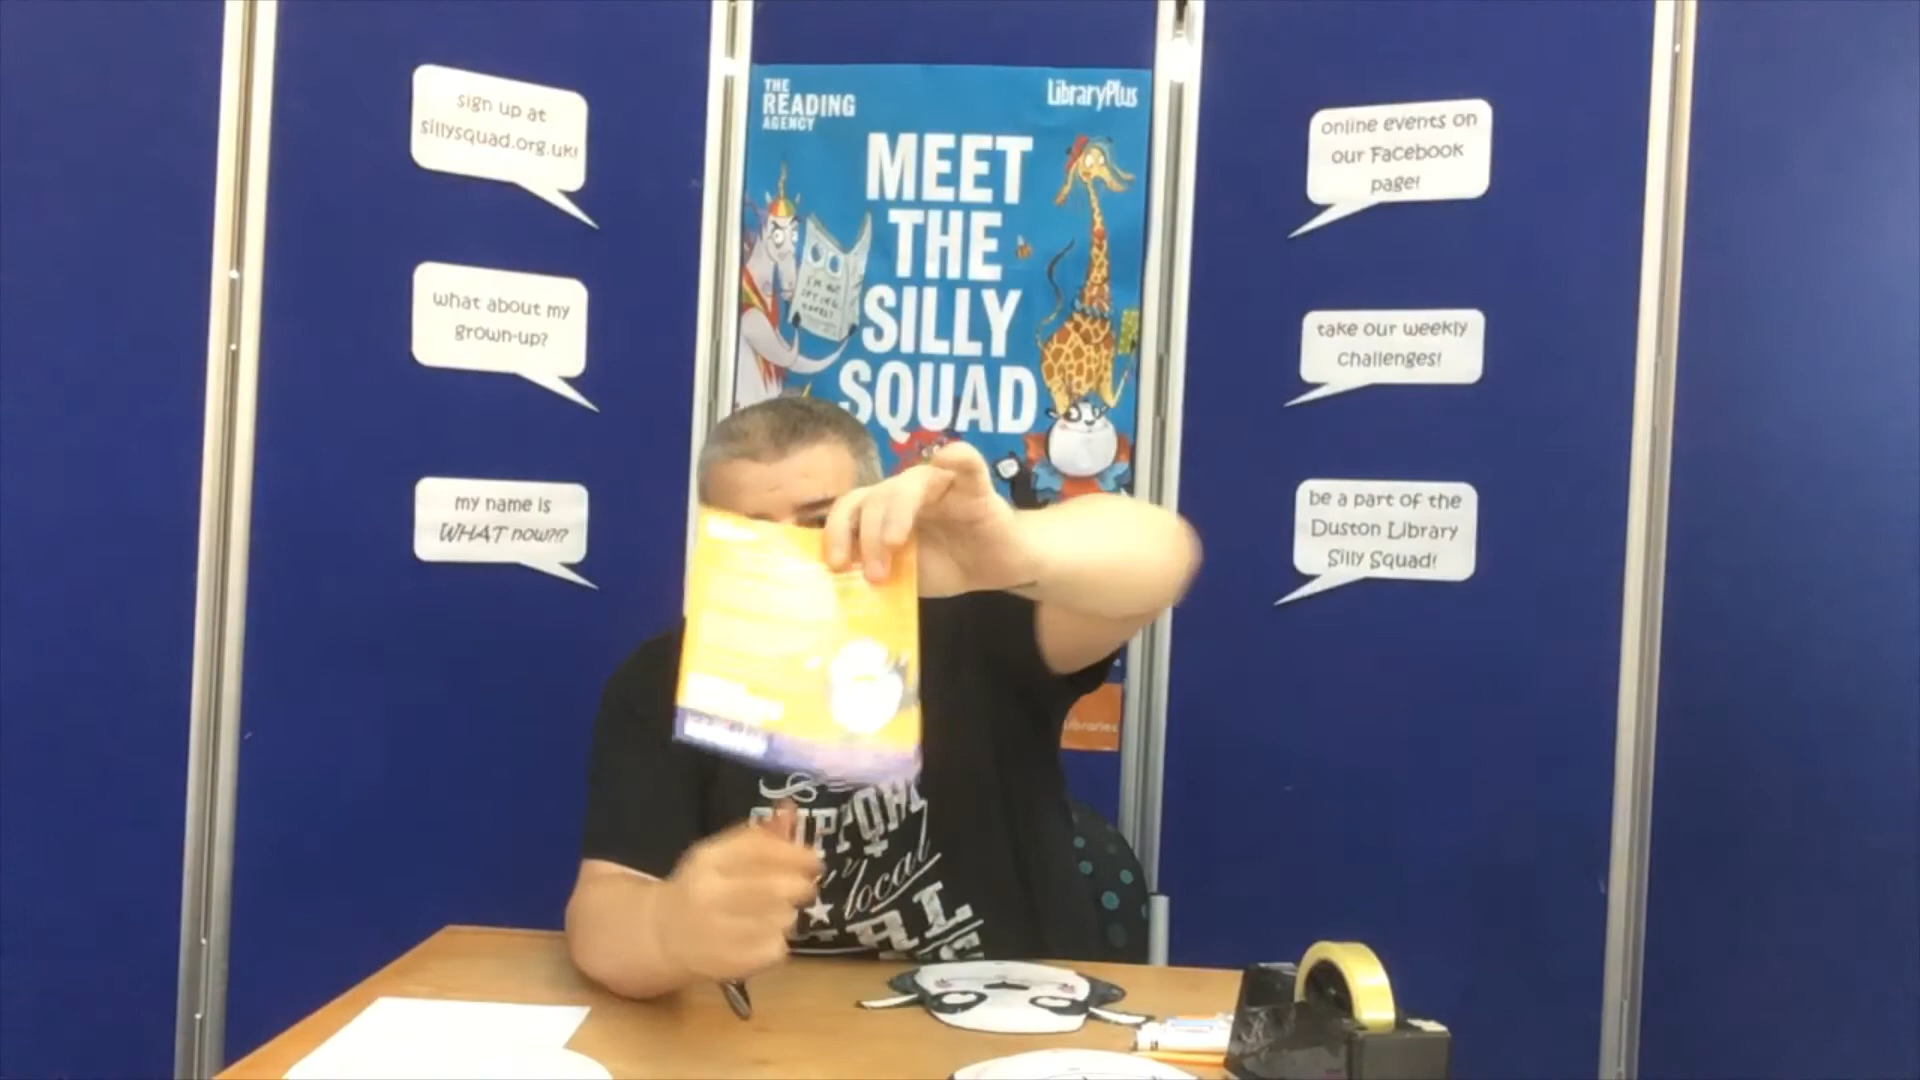 sign up at
sillysquad.org.uk!
what about my
grown-up?
my name is
WHAT now?!?
THE
READING
AGENCY
LibraryPlus
MEET
THE
SILLY
SQUAD
online events on
our Facebook
page!
take our weekly
challenges!
be a part of the
Duston Library
Silly Squad!
Libraries
SUPPORT
local